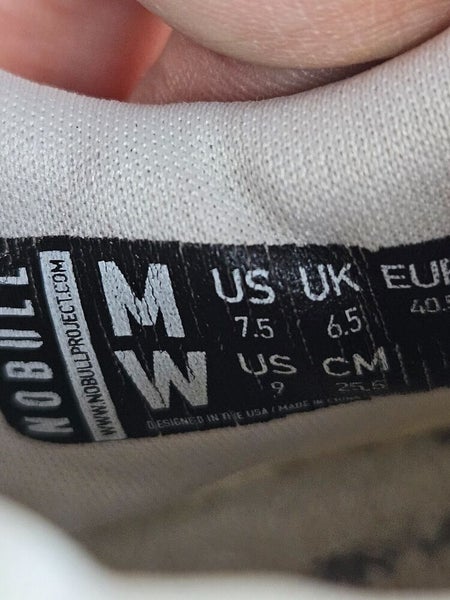 NOBULL
WWW.NOBULLPROJECT.COM
M US UK EUR
7.5 6.5 40.5
W US CM
9 25.5
DESIGNED IN THE USA / MADE IN CHINA